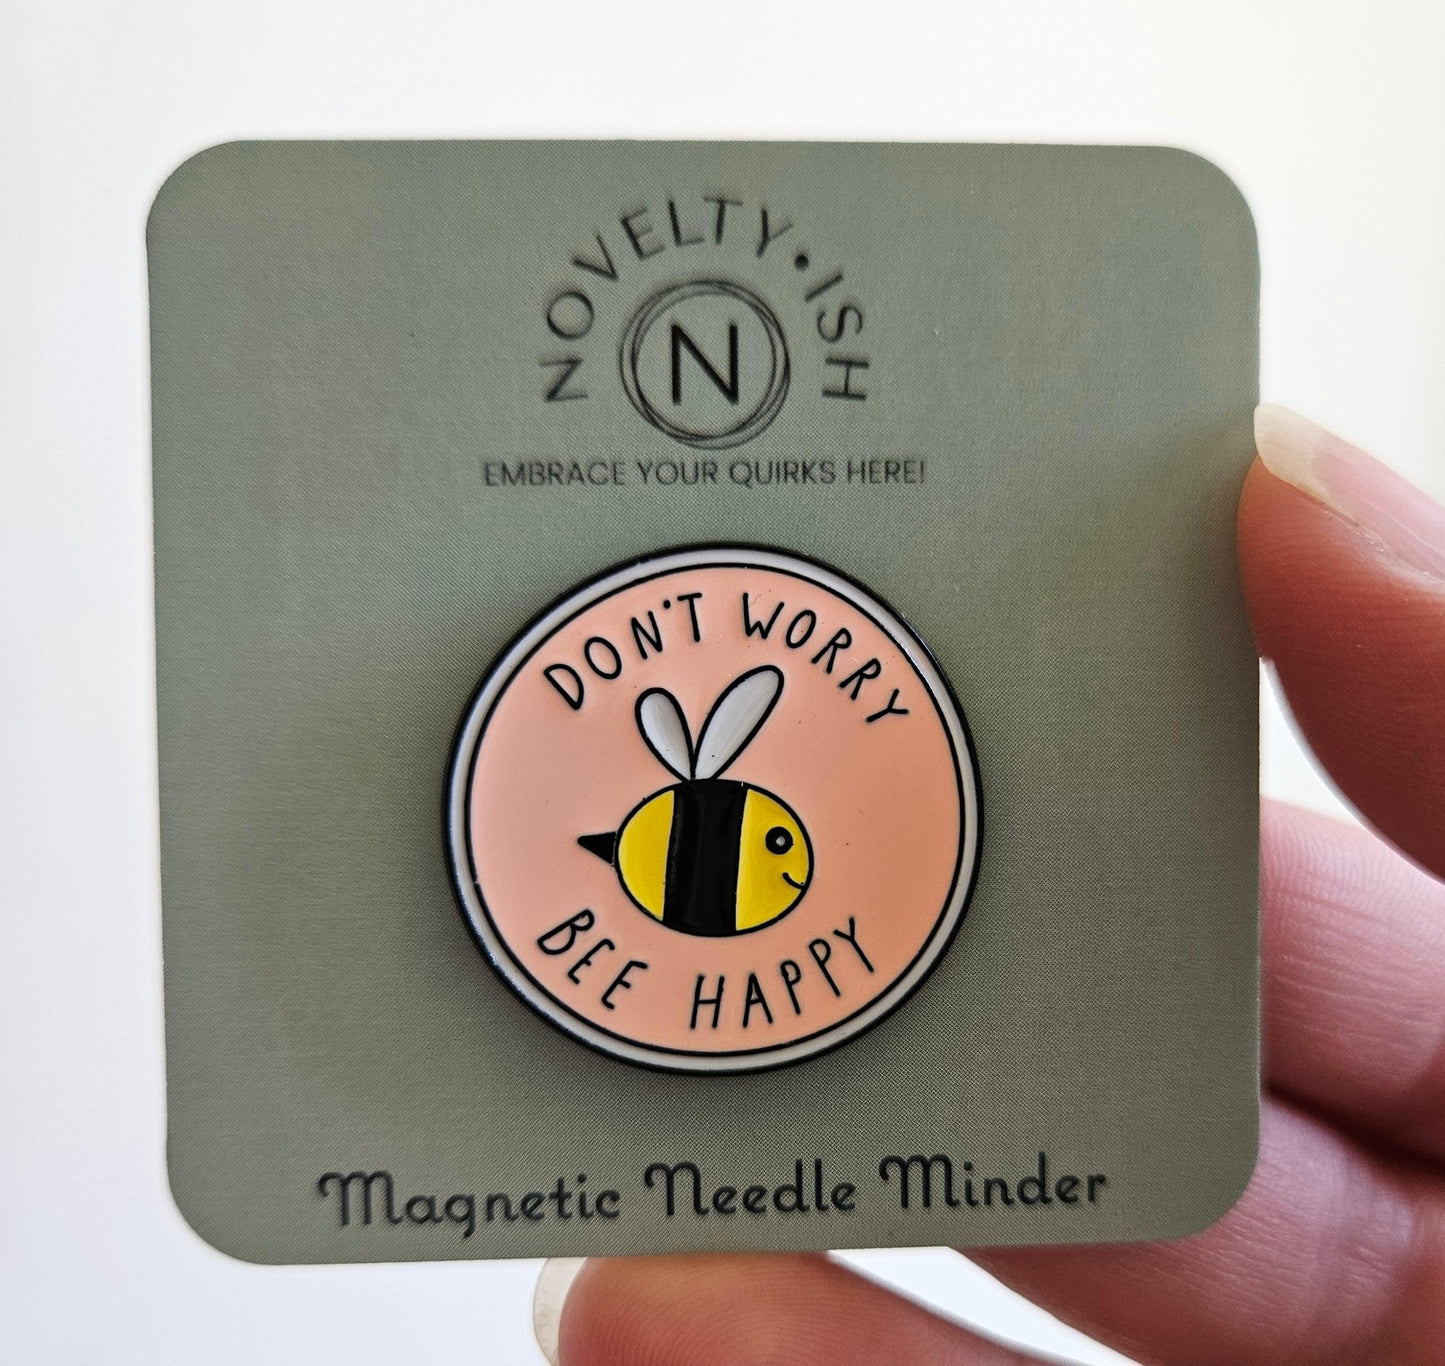 NOVELTY•ISH
N
EMBRACE YOUR QUIRKS HERE!
DON'T WORRY
BEE HAPPY
Magnetic Needle Minder